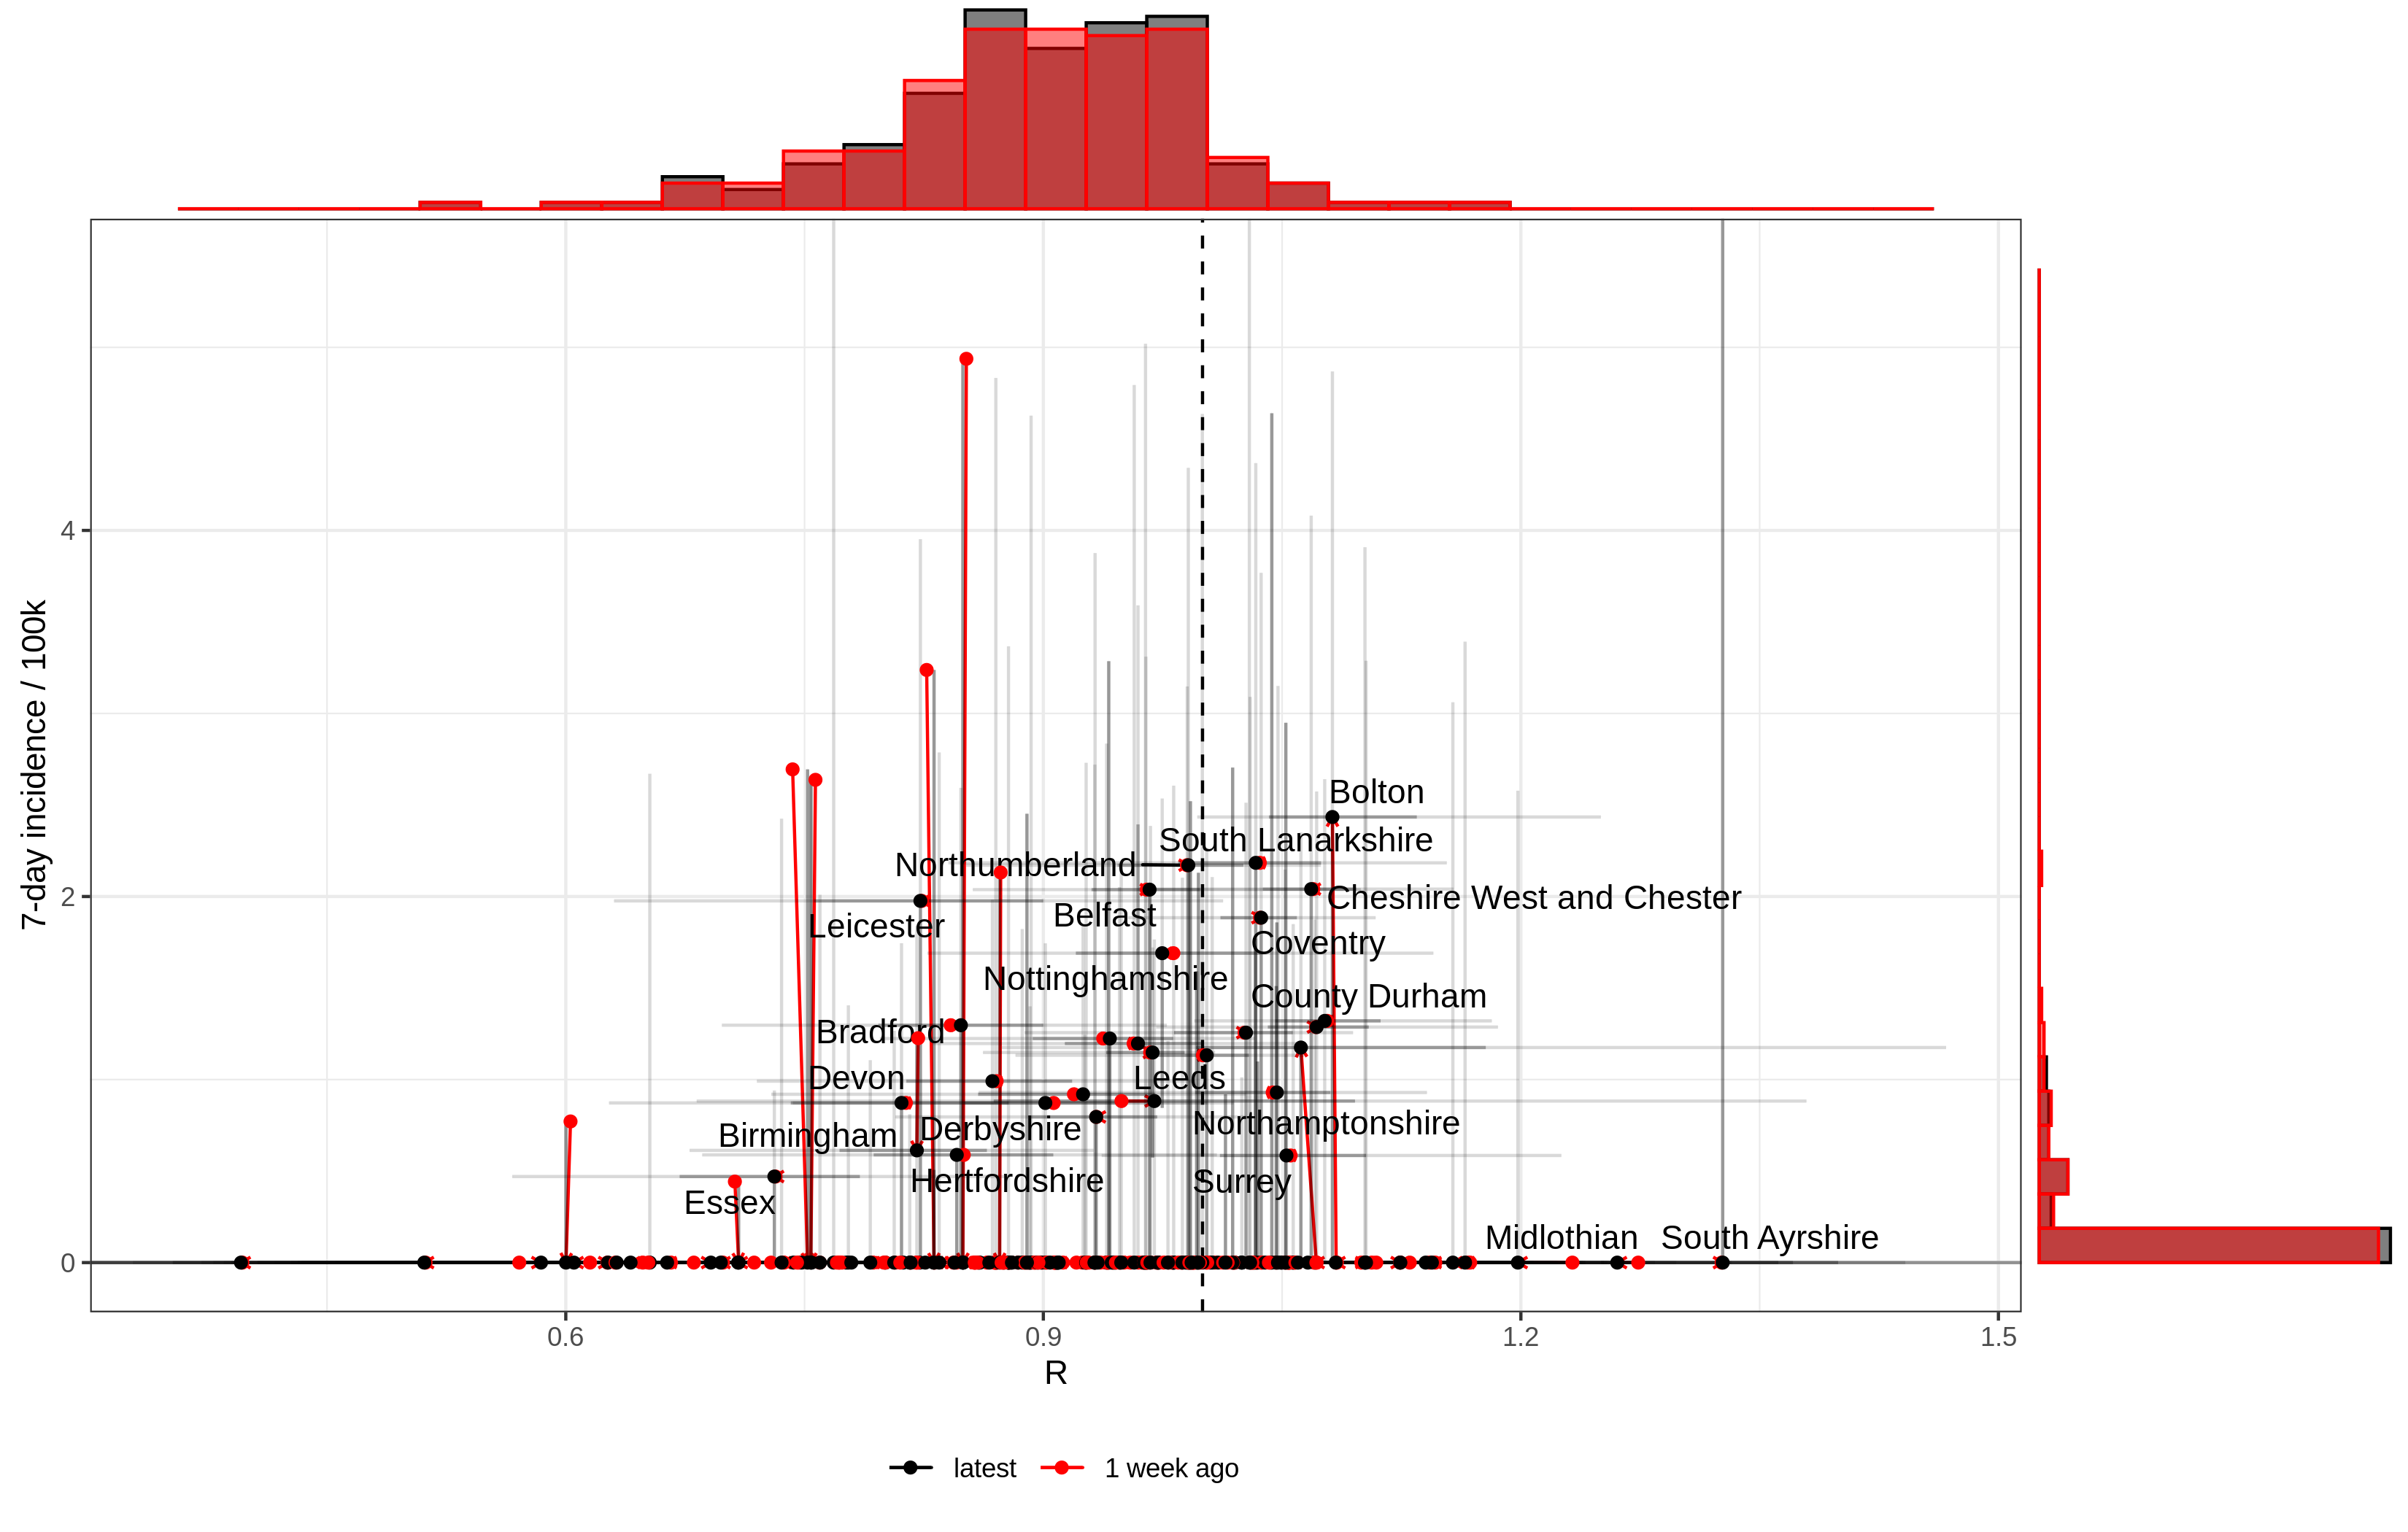 7-day incidence / 100k
4
2
0
Bolton
South Lanarkshire
Northumberland
Cheshire West and Chester
Belfast
Leicester
Coventry
Nottinghamshire
County Durham
Bradford
Devon
Leeds
Northamptonshire
Derbyshire
Birmingham
Hertfordshire
Surrey
Essex
Midlothian
South Ayrshire
0.6
0.9
1.2
1.5
R
latest
1 week ago